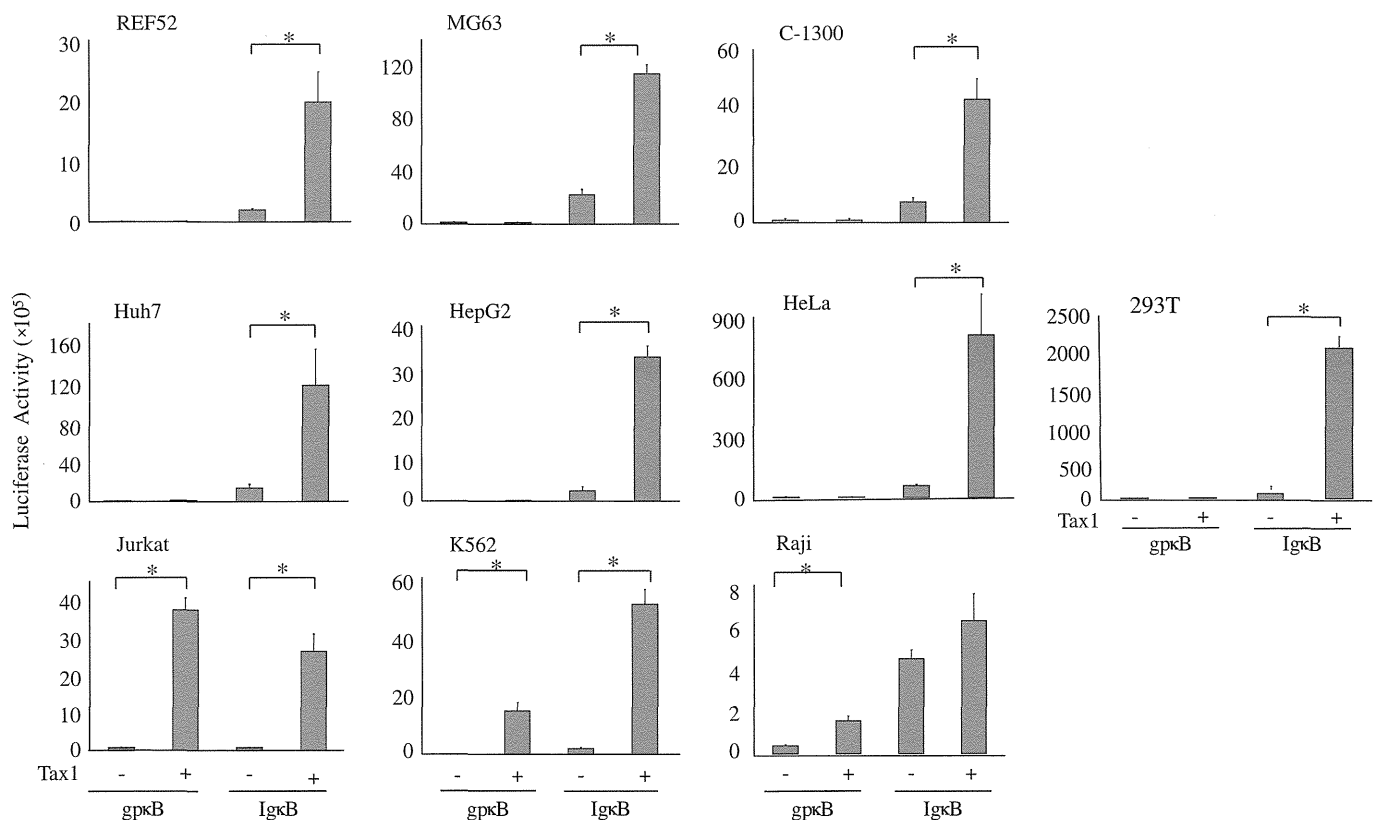 REF52
30
20
10
0
*
MG63
120
80
40
0
*
C-1300
60
40
20
0
*
Luciferase Activity (×10⁵)
Huh7
160
120
80
40
0
*
HepG2
40
30
20
10
0
*
HeLa
900
600
300
0
*
293T
2500
2000
1500
1000
500
0
*
Tax1 - + - +
gpκB IgκB
Jurkat
40
30
20
10
0
* *
Tax1 - + - +
gpκB IgκB
K562
60
40
20
0
* *
- + - +
gpκB IgκB
Raji
8
6
4
2
0
*
- + - +
gpκB IgκB